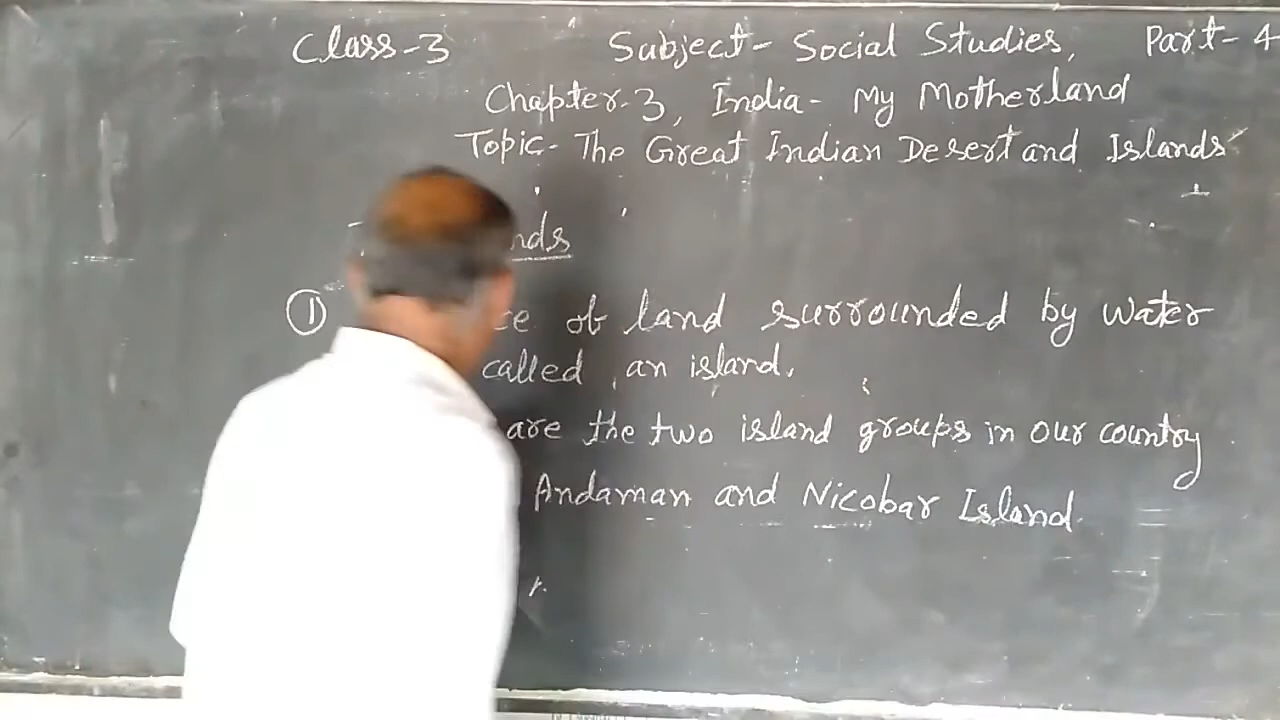 Class-3 Subject- Social Studies, Part-4
Chapter-3, India- My Motherland
Topic- The Great Indian Desert and Islands
① of land surrounded by water
called an island.
are the two island groups in our country
Andaman and Nicobar Island